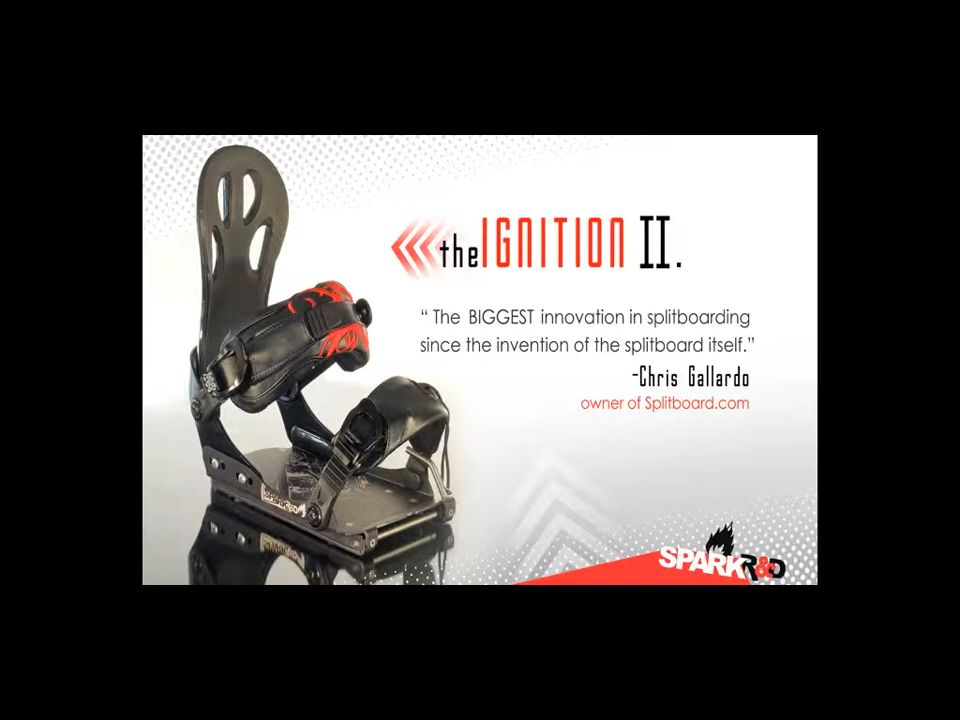 the IGNITION II.
“ The BIGGEST innovation in splitboarding
since the invention of the splitboard itself.”
-Chris Gallardo
owner of Splitboard.com
SPARK R&D
SPARK R&D